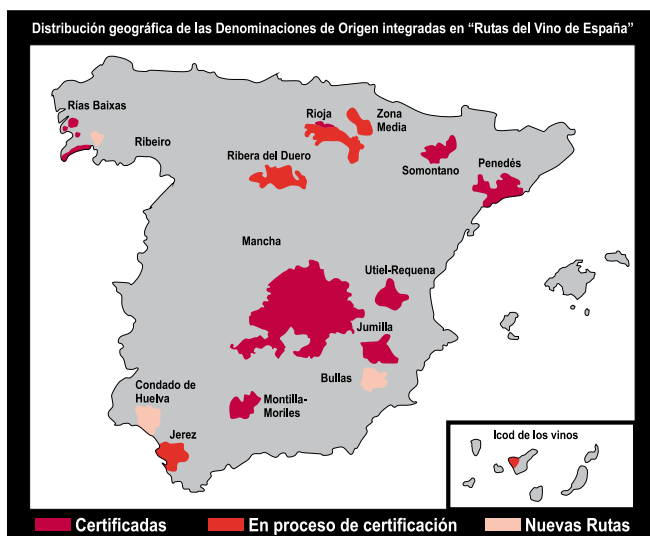 Distribución geográfica de las Denominaciones de Origen integradas en “Rutas del Vino de España”
Rías Baixas
Ribeiro
Rioja
Zona
Media
Ribera del Duero
Somontano
Penedés
Mancha
Utiel-Requena
Jumilla
Bullas
Condado de
Huelva
Montilla-
Moriles
Jerez
Icod de los vinos
Certificadas
En proceso de certificación
Nuevas Rutas